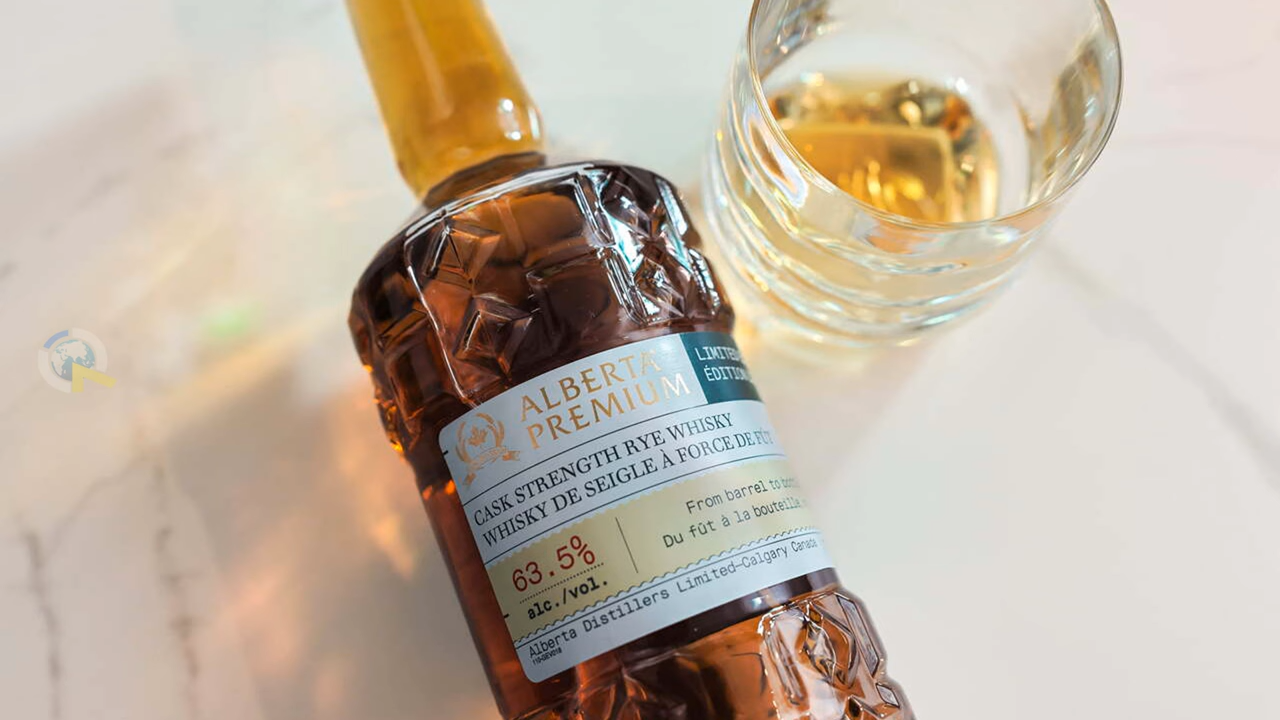 ALBERTA
PREMIUM
LIMITED
ÉDITION
CASK STRENGTH RYE WHISKY
WHISKY DE SEIGLE À FORCE DE FÛT
From barrel to
Du fût à la bouteille
63.5%
alc./vol.
Alberta Distillers Limited–Calgary Canada